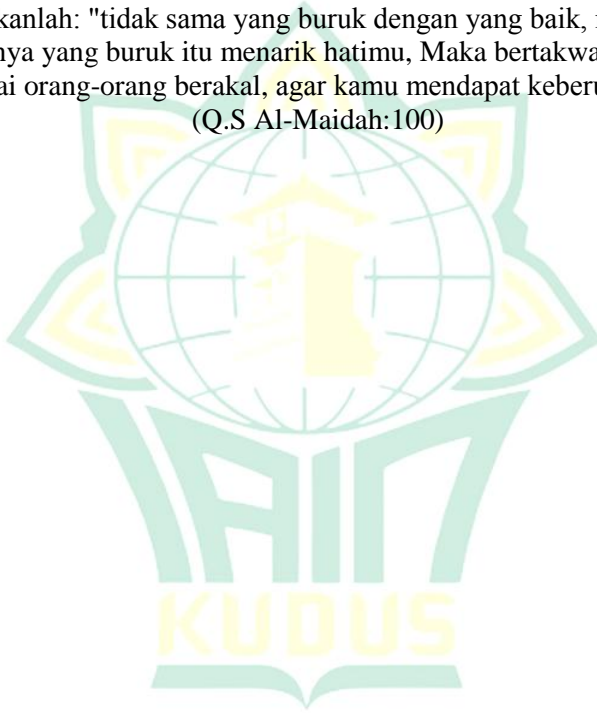 kanlah: "tidak sama yang buruk dengan yang baik,
nya yang buruk itu menarik hatimu, Maka bertakwa
ai orang-orang berakal, agar kamu mendapat keberu
(Q.S Al-Maidah:100)
IAIN
KUDUS